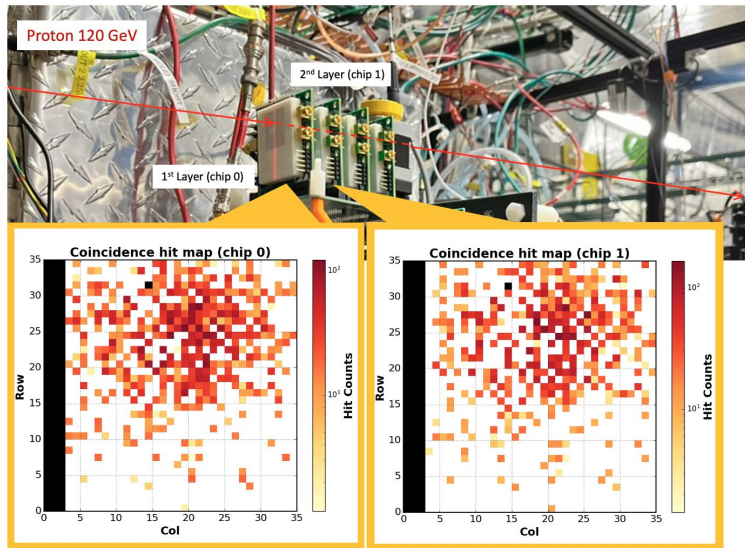 Proton 120 GeV
2nd Layer (chip 1)
1st Layer (chip 0)
Coincidence hit map (chip 0)
35
30
25
20
15
10
5
0
Row
0 5 10 15 20 25 30 35
Col
10²
10¹
Hit Counts
Coincidence hit map (chip 1)
35
30
25
20
15
10
5
0
Row
0 5 10 15 20 25 30 35
Col
10²
10¹
Hit Counts